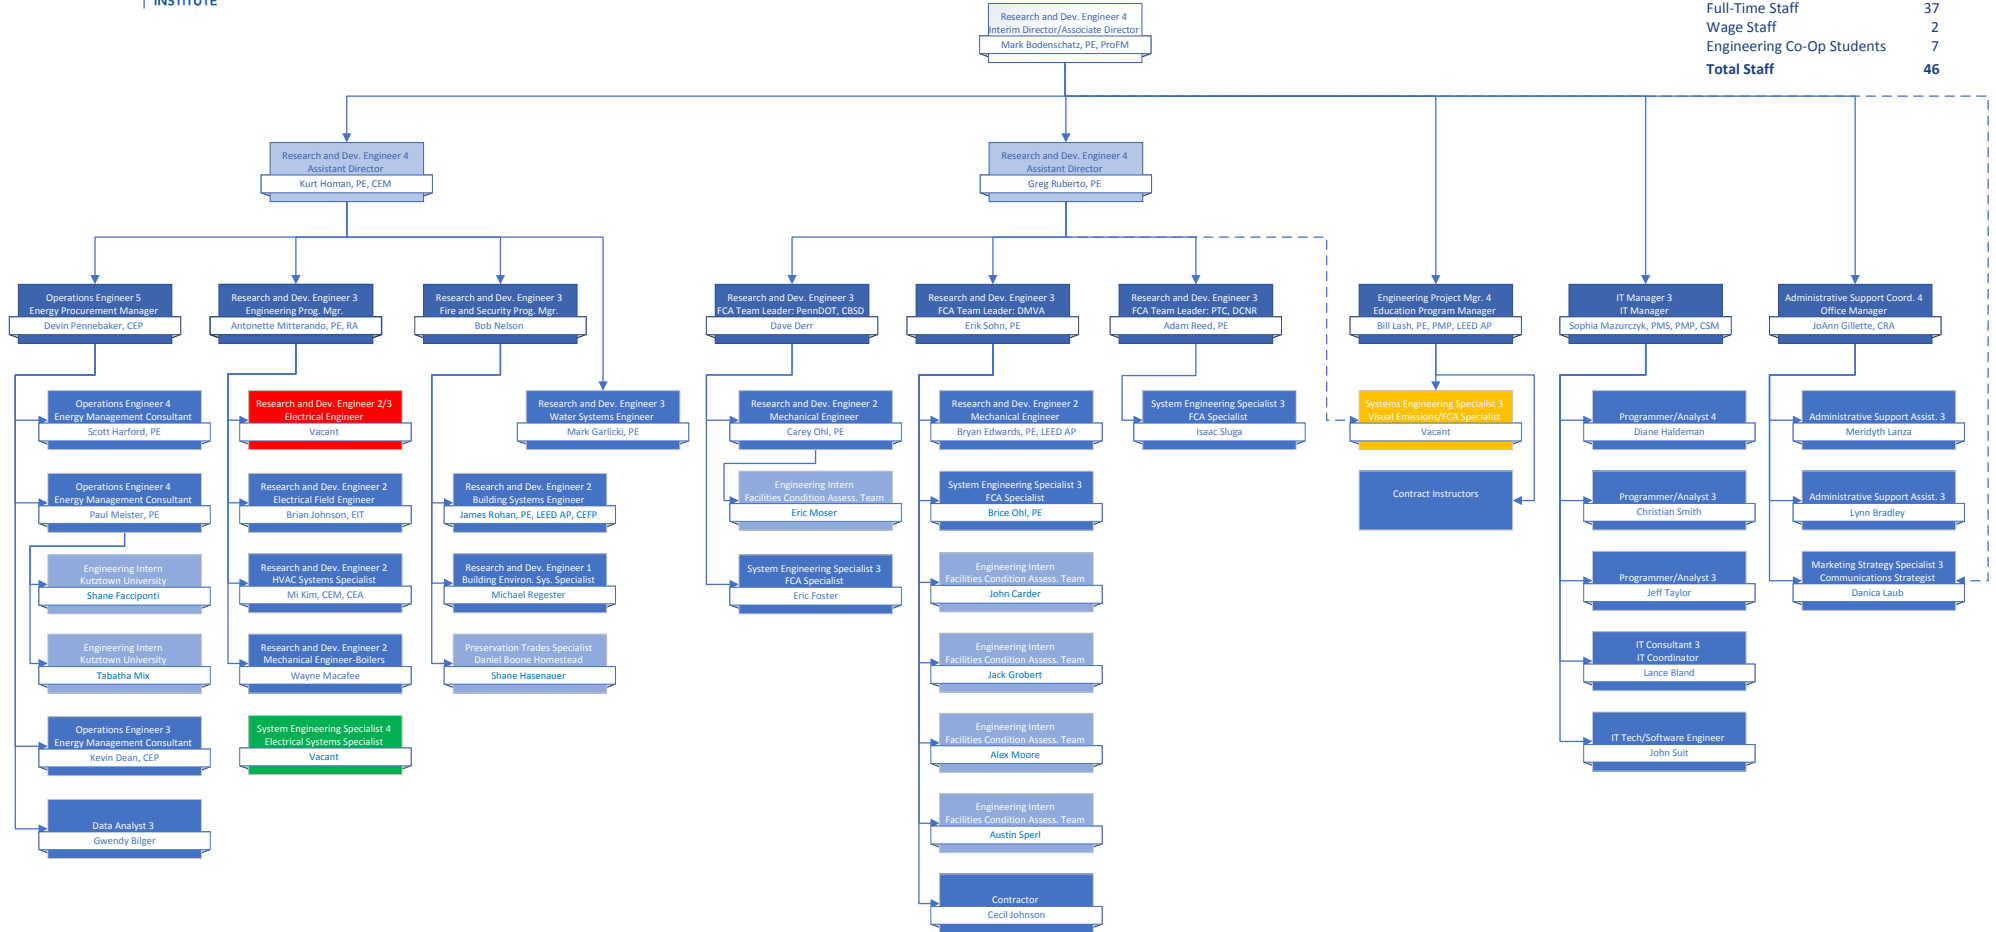 INSTITUTE
Full-Time Staff 37
Wage Staff 2
Engineering Co-Op Students 7
Total Staff 46
Research and Dev. Engineer 4
Interim Director/Associate Director
Mark Bodenschatz, PE, ProFM
Research and Dev. Engineer 4
Assistant Director
Kurt Homan, PE, CEM
Research and Dev. Engineer 4
Assistant Director
Greg Ruberto, PE
Operations Engineer 5
Energy Procurement Manager
Devin Pennebaker, CEP
Research and Dev. Engineer 3
Engineering Prog. Mgr.
Antonette Mitterando, PE, RA
Research and Dev. Engineer 3
Fire and Security Prog. Mgr.
Bob Nelson
Research and Dev. Engineer 3
FCA Team Leader: PennDOT, CBSD
Dave Derr
Research and Dev. Engineer 3
FCA Team Leader: DMVA
Erik Sohn, PE
Research and Dev. Engineer 3
FCA Team Leader: PTC, DCNR
Adam Reed, PE
Engineering Project Mgr. 4
Education Program Manager
Bill Lash, PE, PMP, LEED AP
IT Manager 3
IT Manager
Sophia Mazurczyk, PMS, PMP, CSM
Administrative Support Coord. 4
Office Manager
JoAnn Gillette, CRA
Operations Engineer 4
Energy Management Consultant
Scott Harford, PE
Research and Dev. Engineer 2/3
Electrical Engineer
Vacant
Research and Dev. Engineer 3
Water Systems Engineer
Mark Garlicki, PE
Research and Dev. Engineer 2
Mechanical Engineer
Carey Ohl, PE
Research and Dev. Engineer 2
Mechanical Engineer
Bryan Edwards, PE, LEED AP
System Engineering Specialist 3
FCA Specialist
Isaac Sluga
Systems Engineering Specialist 3
Visual Emissions/FCA Specialist
Vacant
Programmer/Analyst 4
Diane Haldeman
Administrative Support Assist. 3
Meridyth Lanza
Operations Engineer 4
Energy Management Consultant
Paul Meister, PE
Research and Dev. Engineer 2
Electrical Field Engineer
Brian Johnson, EIT
Research and Dev. Engineer 2
Building Systems Engineer
James Rohan, PE, LEED AP, CEFP
Engineering Intern
Facilities Condition Assess. Team
Eric Moser
System Engineering Specialist 3
FCA Specialist
Brice Ohl, PE
Contract Instructors
Programmer/Analyst 3
Christian Smith
Administrative Support Assist. 3
Lynn Bradley
Engineering Intern
Kutztown University
Shane Facciponti
Research and Dev. Engineer 2
HVAC Systems Specialist
Mi Kim, CEM, CEA
Research and Dev. Engineer 1
Building Environ. Sys. Specialist
Michael Regester
System Engineering Specialist 3
FCA Specialist
Eric Foster
Engineering Intern
Facilities Condition Assess. Team
John Carder
Programmer/Analyst 3
Jeff Taylor
Marketing Strategy Specialist 3
Communications Strategist
Danica Laub
Engineering Intern
Kutztown University
Tabatha Mix
Research and Dev. Engineer 2
Mechanical Engineer-Boilers
Wayne Macafee
Preservation Trades Specialist
Daniel Boone Homestead
Shane Hasenauer
Engineering Intern
Facilities Condition Assess. Team
Jack Grobert
IT Consultant 3
IT Coordinator
Lance Bland
Operations Engineer 3
Energy Management Consultant
Kevin Dean, CEP
System Engineering Specialist 4
Electrical Systems Specialist
Vacant
Engineering Intern
Facilities Condition Assess. Team
Alex Moore
IT Tech/Software Engineer
John Suit
Data Analyst 3
Gwendy Bilger
Engineering Intern
Facilities Condition Assess. Team
Austin Sperl
Contractor
Cecil Johnson